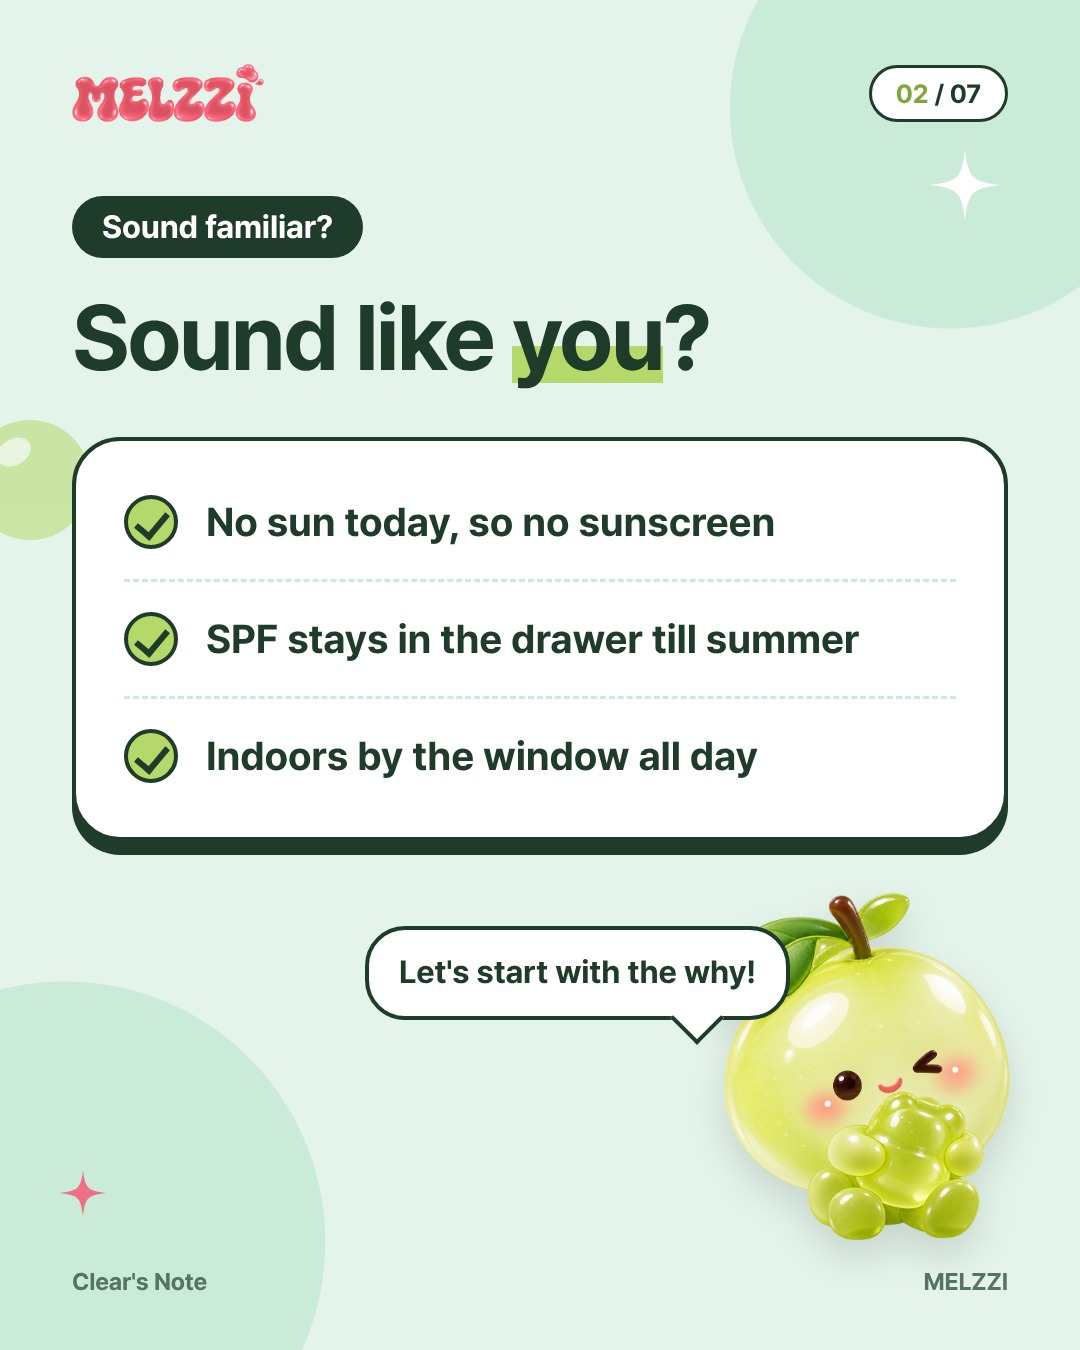 MELZZI
02 / 07
Sound familiar?
Sound like you?
No sun today, so no sunscreen
SPF stays in the drawer till summer
Indoors by the window all day
Let's start with the why!
Clear's Note
MELZZI